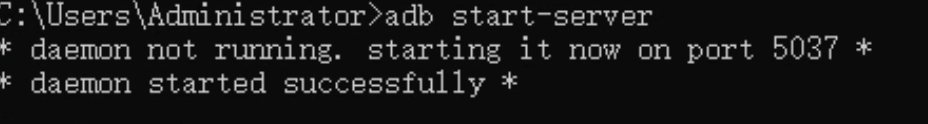 C:\Users\Administrator>adb start-server
* daemon not running. starting it now on port 5037 *
* daemon started successfully *